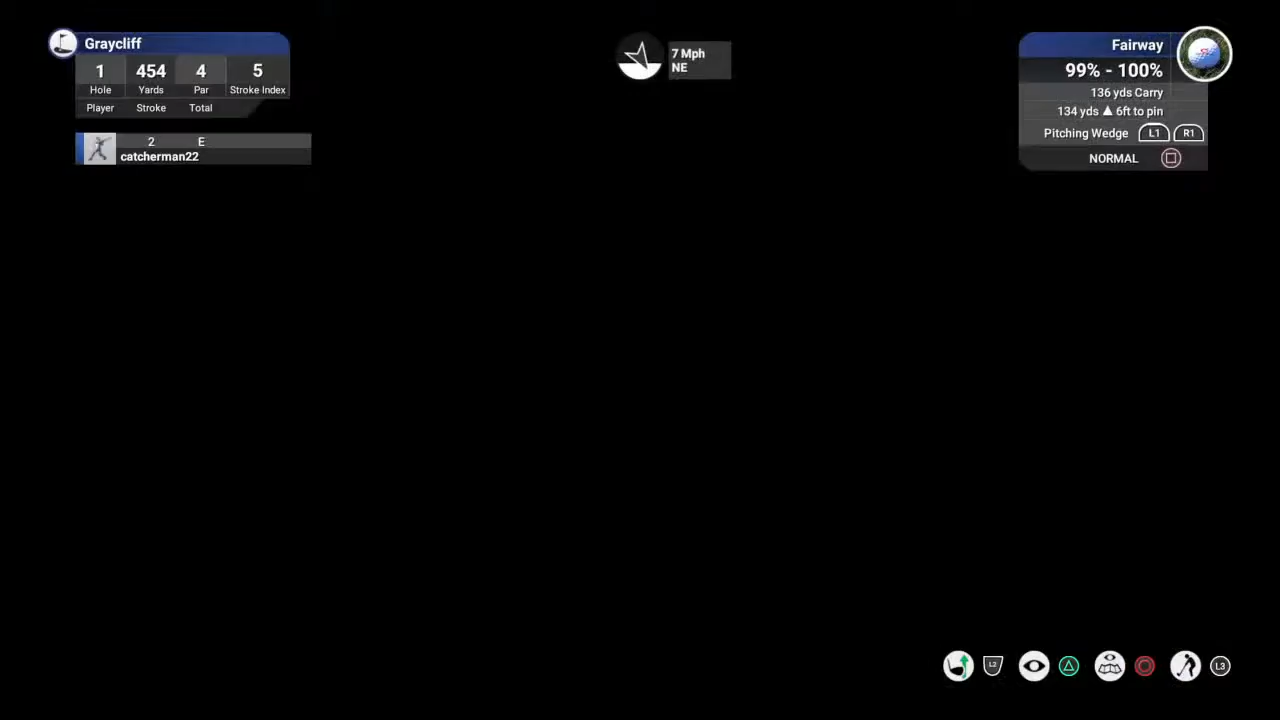 Graycliff
1 454 4 5
Hole Yards Par Stroke Index
Player Stroke Total
2 E
catcherman22
7 Mph
NE
Fairway
99% - 100%
136 yds Carry
134 yds ▲ 6ft to pin
Pitching Wedge L1 R1
NORMAL
L2 L3